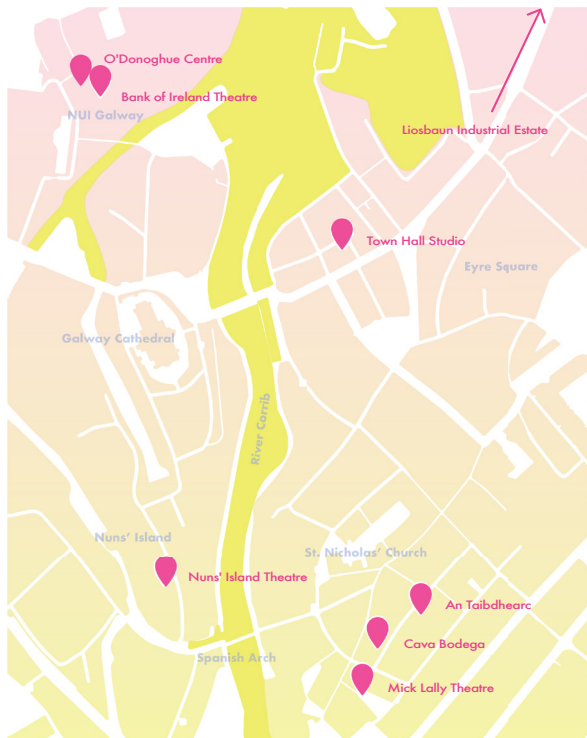 O'Donoghue Centre
Bank of Ireland Theatre
NUI Galway
Liosbaun Industrial Estate
Town Hall Studio
Eyre Square
Galway Cathedral
River Corrib
Nuns' Island
St. Nicholas' Church
Nuns' Island Theatre
An Taibdhearc
Cava Bodega
Spanish Arch
Mick Lally Theatre